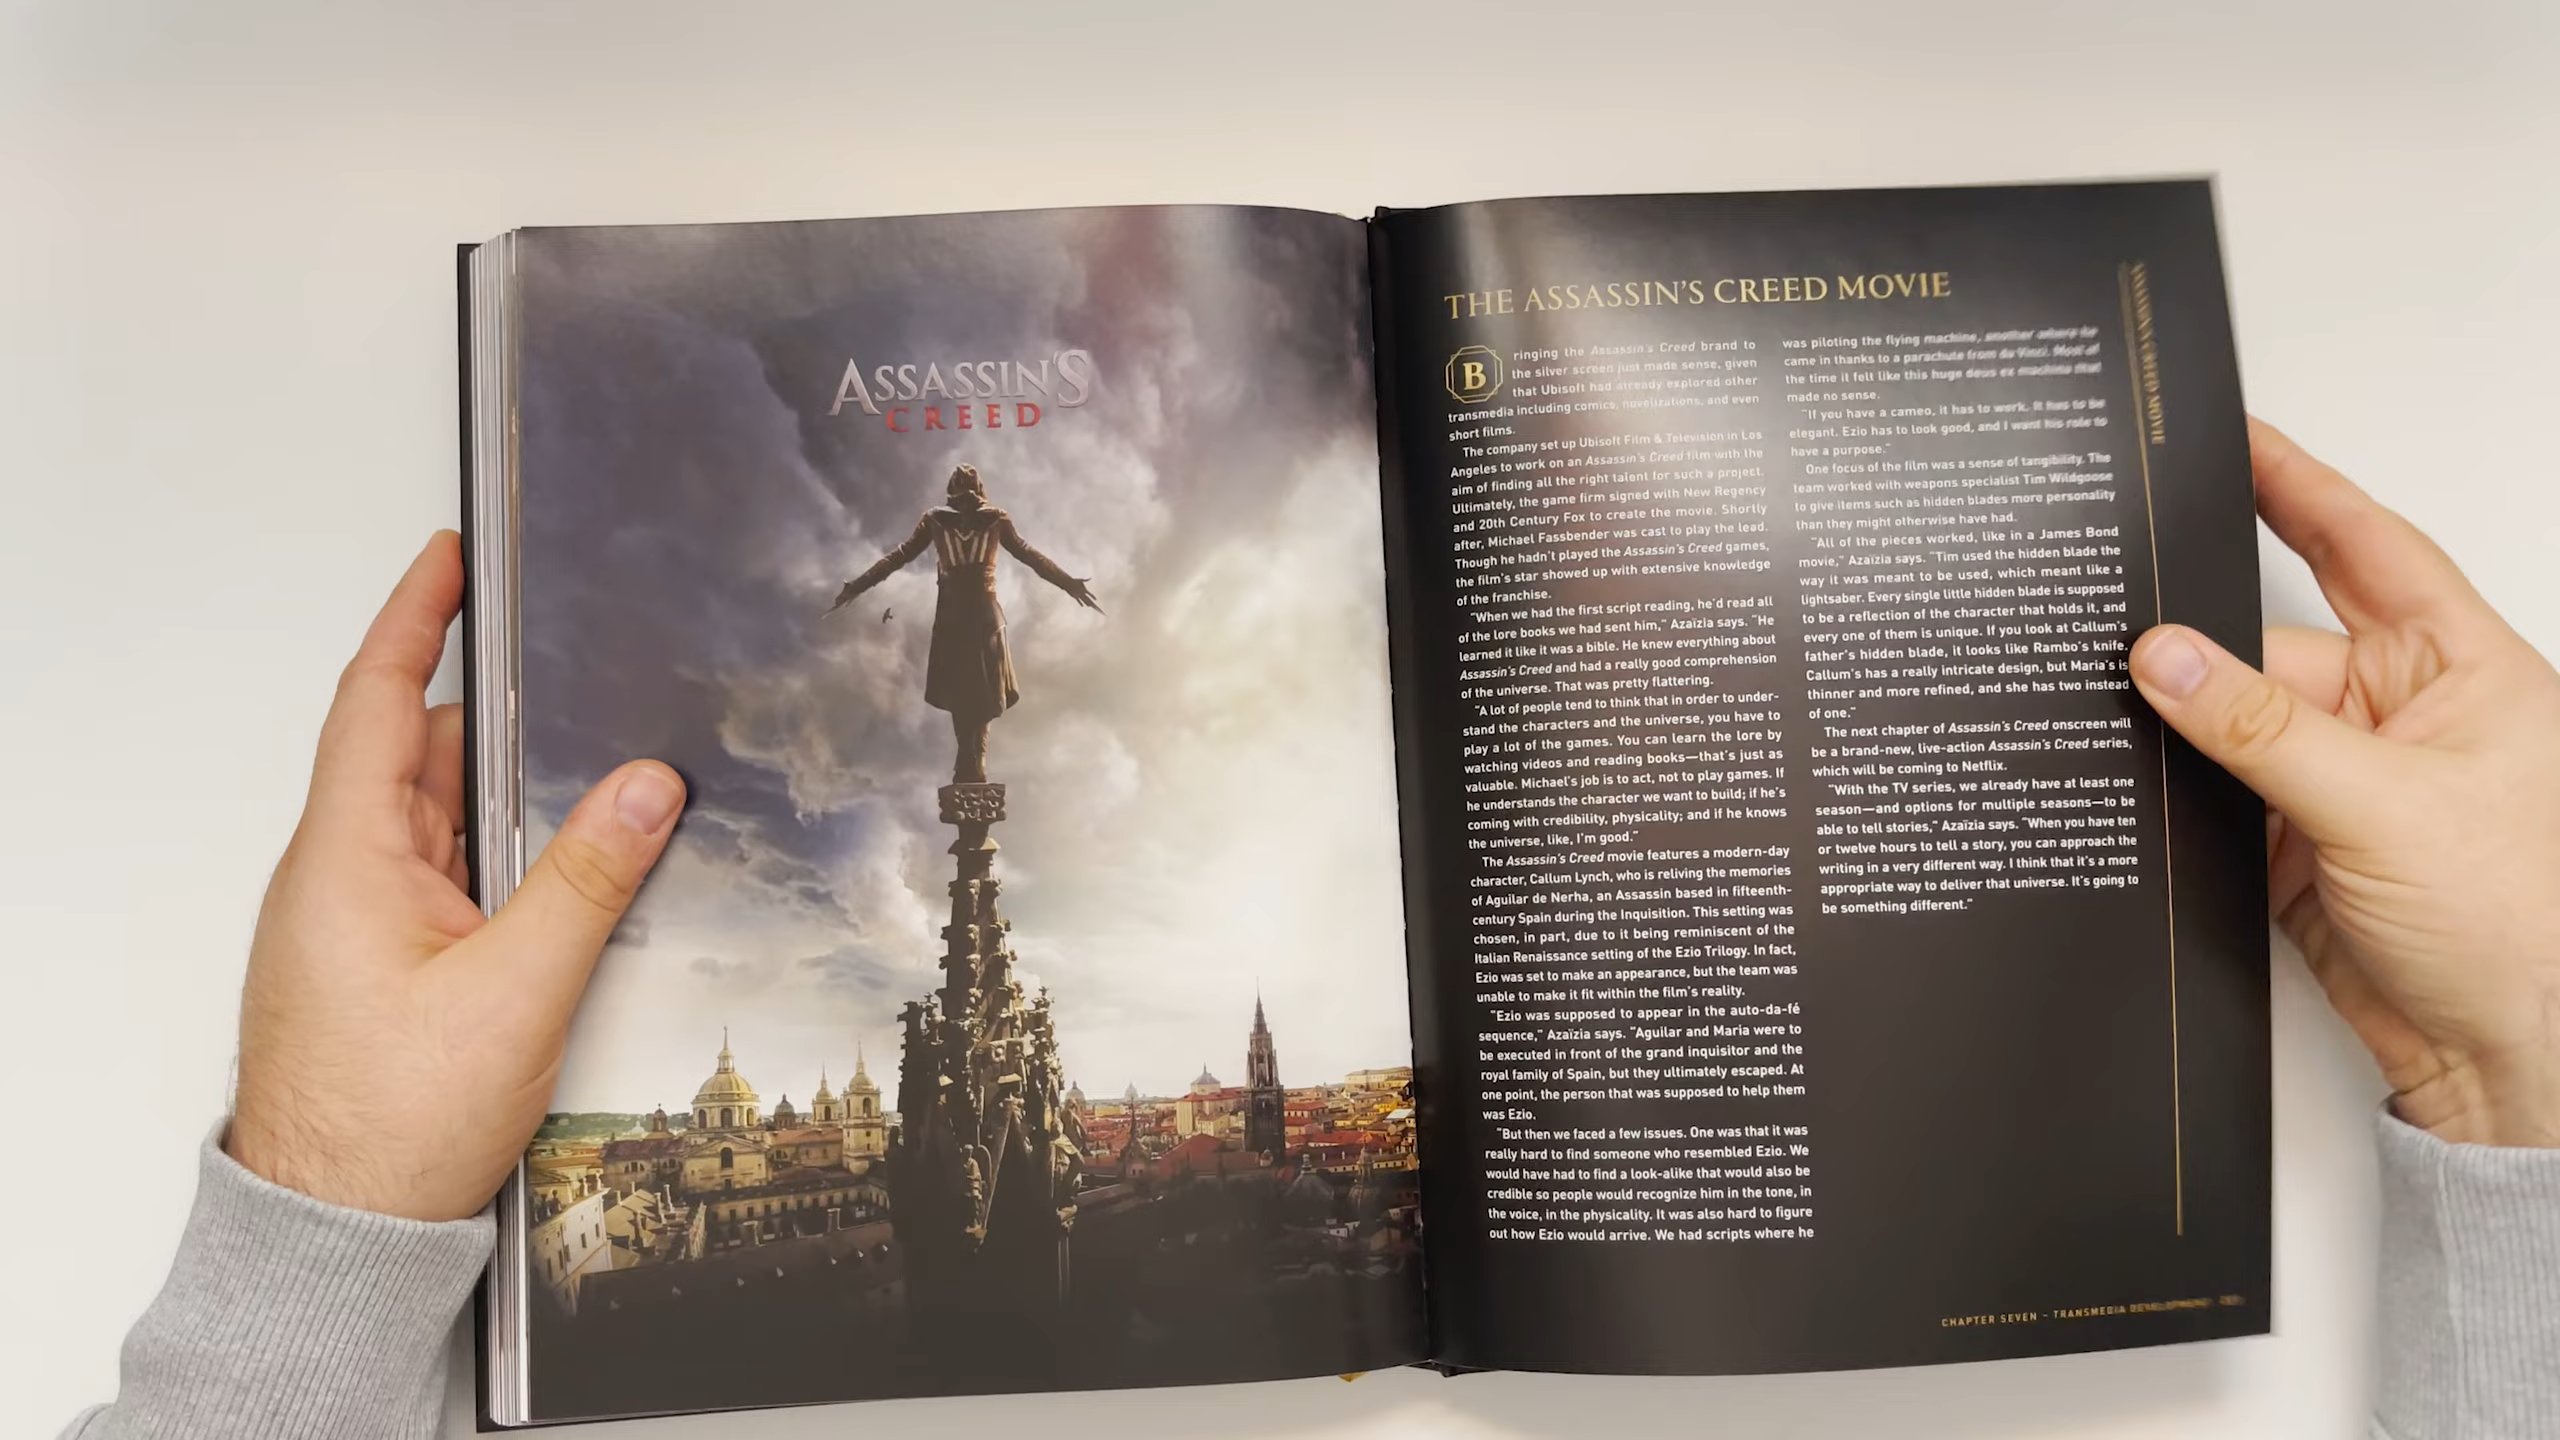 ASSASSIN'S
CREED
THE ASSASSIN'S CREED MOVIE
Bringing the Assassin's Creed brand to
the silver screen just made sense, given
that Ubisoft had already explored other
transmedia including comics, novelizations, and even
short films.
The company set up Ubisoft Film & Television in Los
Angeles to work on an Assassin's Creed film with the
aim of finding all the right talent for such a project.
Ultimately, the game firm signed with New Regency
and 20th Century Fox to create the movie. Shortly
after, Michael Fassbender was cast to play the lead.
Though he hadn't played the Assassin's Creed games,
the film's star showed up with extensive knowledge
of the franchise.
"When we had the first script reading, he'd read all
of the lore books we had sent him," Azaïzia says. "He
learned it like it was a bible. He knew everything about
Assassin's Creed and had a really good comprehension
of the universe. That was pretty flattering.
"A lot of people tend to think that in order to under-
stand the characters and the universe, you have to
play a lot of the games. You can learn the lore by
watching videos and reading books—that's just as
valuable. Michael's job is to act, not to play games. If
he understands the character we want to build; if he's
coming with credibility, physicality; and if he knows
the universe, like, I'm good."
The Assassin's Creed movie features a modern-day
character, Callum Lynch, who is reliving the memories
of Aguilar de Nerha, an Assassin based in fifteenth-
century Spain during the Inquisition. This setting was
chosen, in part, due to it being reminiscent of the
Italian Renaissance setting of the Ezio Trilogy. In fact,
Ezio was set to make an appearance, but the team was
unable to make it fit within the film's reality.
"Ezio was supposed to appear in the auto-da-fé
sequence," Azaïzia says. "Aguilar and Maria were to
be executed in front of the grand inquisitor and the
royal family of Spain, but they ultimately escaped. At
one point, the person that was supposed to help them
was Ezio.
"But then we faced a few issues. One was that it was
really hard to find someone who resembled Ezio. We
would have had to find a look-alike that would also be
credible so people would recognize him in the tone, in
the voice, in the physicality. It was also hard to figure
out how Ezio would arrive. We had scripts where he
was piloting the flying machine, another where he
came in thanks to a parachute from da Vinci. Most of
the time it felt like this huge deus ex machina that
made no sense.
"If you have a cameo, it has to work. It has to be
elegant. Ezio has to look good, and I want his role to
have a purpose."
One focus of the film was a sense of tangibility. The
team worked with weapons specialist Tim Wildgoose
to give items such as hidden blades more personality
than they might otherwise have had.
"All of the pieces worked, like in a James Bond
movie," Azaïzia says. "Tim used the hidden blade the
way it was meant to be used, which meant like a
lightsaber. Every single little hidden blade is supposed
to be a reflection of the character that holds it, and
every one of them is unique. If you look at Callum's
father's hidden blade, it looks like Rambo's knife.
Callum's has a really intricate design, but Maria's is
thinner and more refined, and she has two instead
of one."
The next chapter of Assassin's Creed onscreen will
be a brand-new, live-action Assassin's Creed series,
which will be coming to Netflix.
"With the TV series, we already have at least one
season—and options for multiple seasons—to be
able to tell stories," Azaïzia says. "When you have ten
or twelve hours to tell a story, you can approach the
writing in a very different way. I think that it's a more
appropriate way to deliver that universe. It's going to
be something different."
ASSASSIN'S CREED MOVIE
CHAPTER SEVEN – TRANSMEDIA DEVELOPMENT